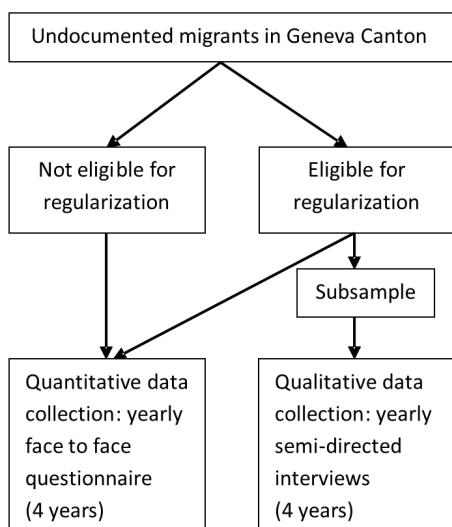 Undocumented migrants in Geneva Canton
Not eligible for
regularization
Eligible for
regularization
Subsample
Quantitative data
collection: yearly
face to face
questionnaire
(4 years)
Qualitative data
collection: yearly
semi-directed
interviews
(4 years)